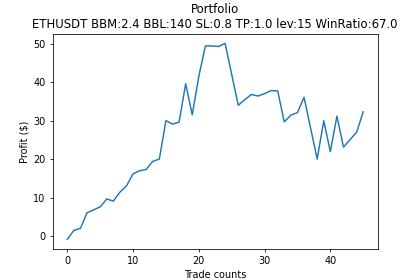 Portfolio
ETHUSDT BBM:2.4 BBL:140 SL:0.8 TP:1.0 lev:15 WinRatio:67.0
50
40
30
20
10
0
Profit ($)
0 10 20 30 40
Trade counts